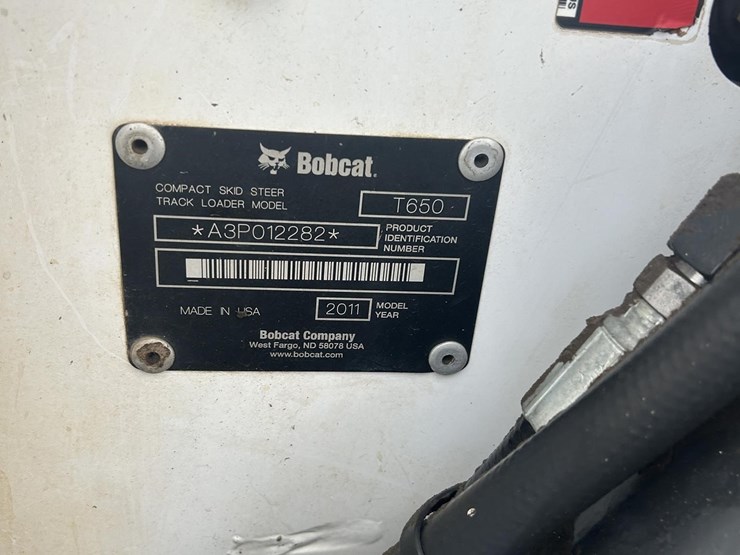 Bobcat.
COMPACT SKID STEER
TRACK LOADER MODEL
T650
*A3P012282*
PRODUCT
IDENTIFICATION
NUMBER
MADE IN USA
2011
MODEL
YEAR
Bobcat Company
West Fargo, ND 58078 USA
www.bobcat.com